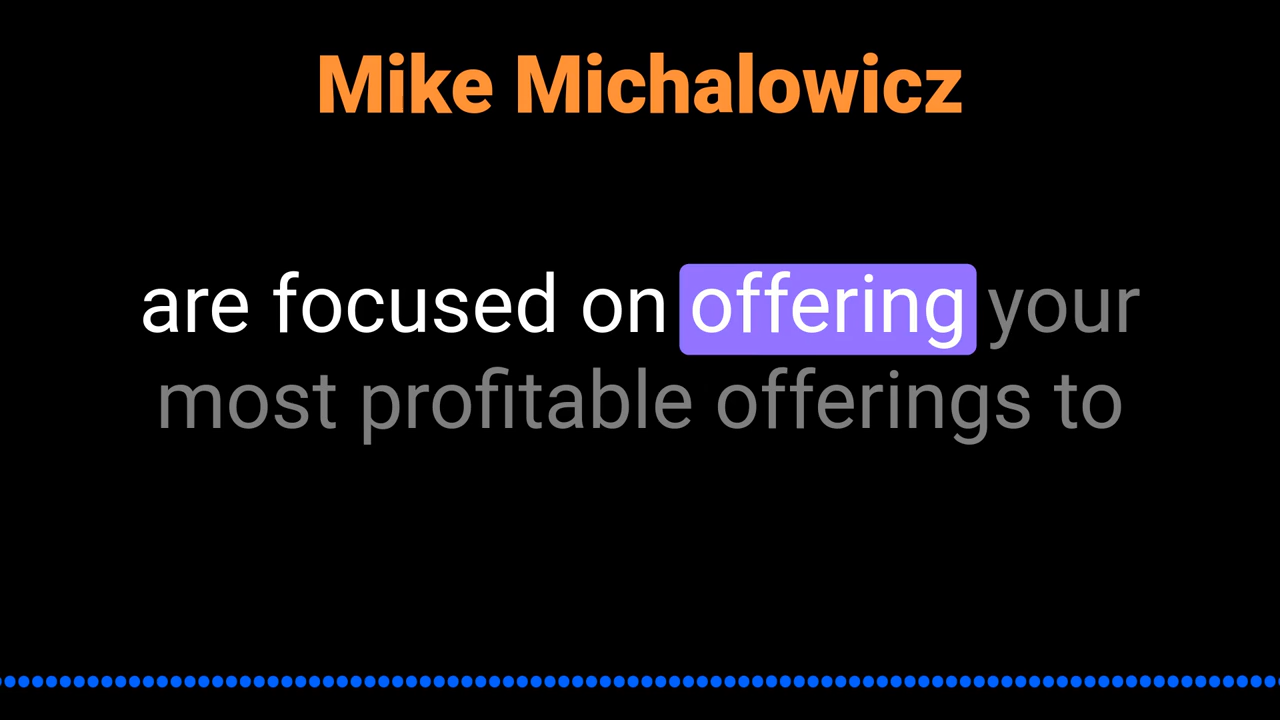 Mike Michalowicz
are focused on offering your
most profitable offerings to